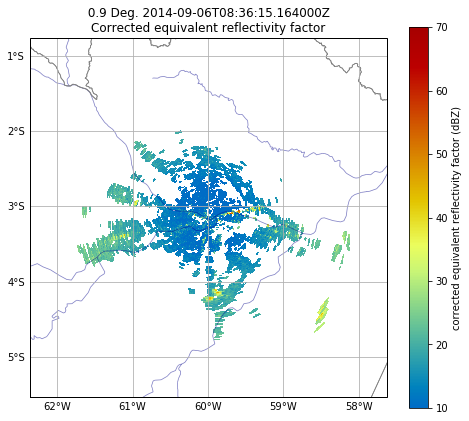 0.9 Deg. 2014-09-06T08:36:15.164000Z
Corrected equivalent reflectivity factor
1°S
2°S
3°S
4°S
5°S
62°W 61°W 60°W 59°W 58°W
70
60
50
40
30
20
10
corrected equivalent reflectivity factor (dBZ)